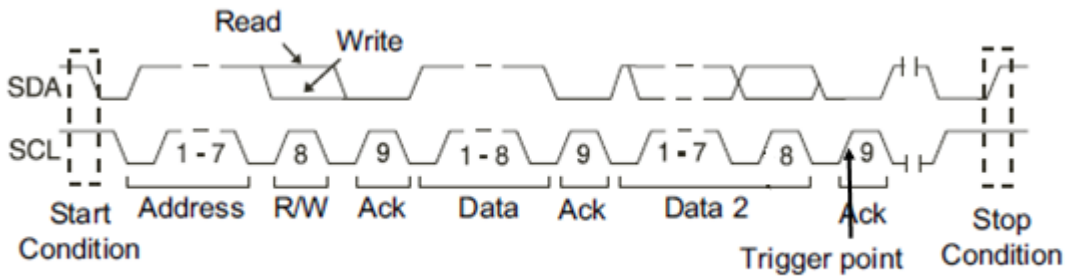 Read
Write
SDA
SCL
1 - 7
8
9
1 - 8
9
1 - 7
8
9
Start
Condition
Address
R/W
Ack
Data
Ack
Data 2
Ack
Trigger point
Stop
Condition